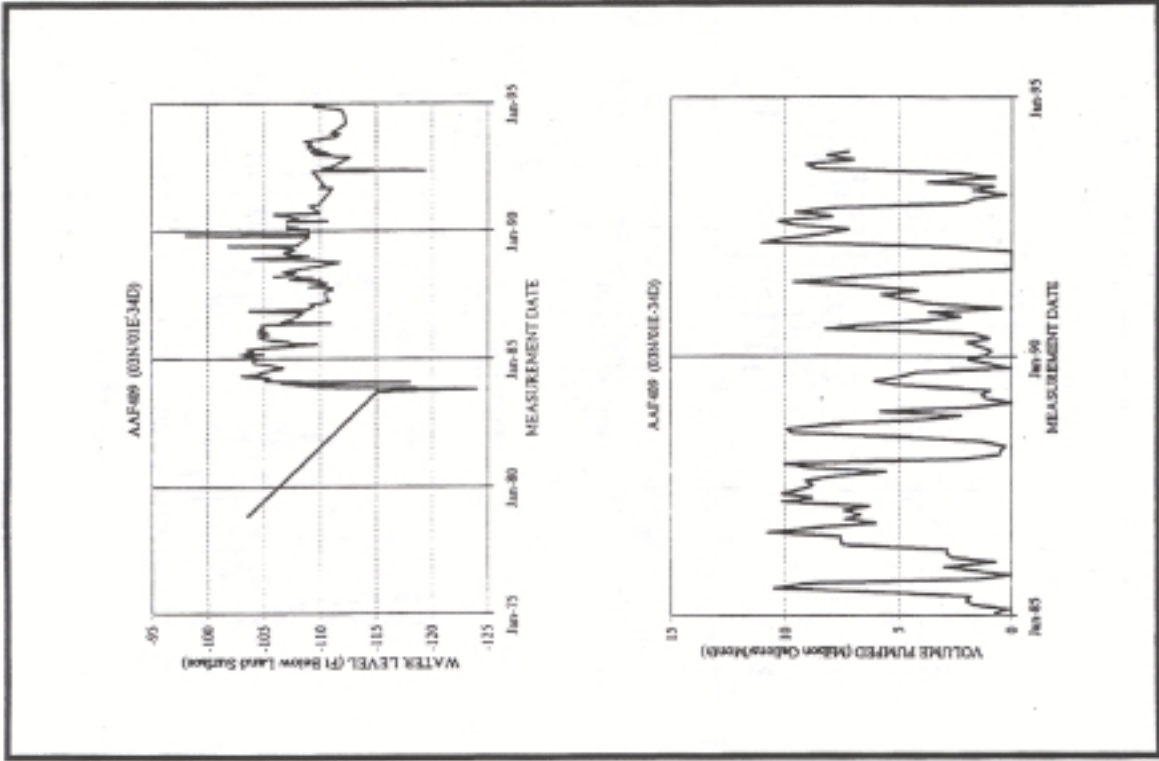 AAF489 (03N/01E-34D)
WATER LEVEL (Ft Below Land Surface)
-95
-100
-105
-110
-115
-120
-125
Jan-75
Jan-80
Jan-85
Jan-90
Jan-95
MEASUREMENT DATE
AAF489 (03N/01E-34D)
VOLUME PUMPED (Million Gallons/Month)
15
10
5
0
Jan-85
Jan-90
Jan-95
MEASUREMENT DATE